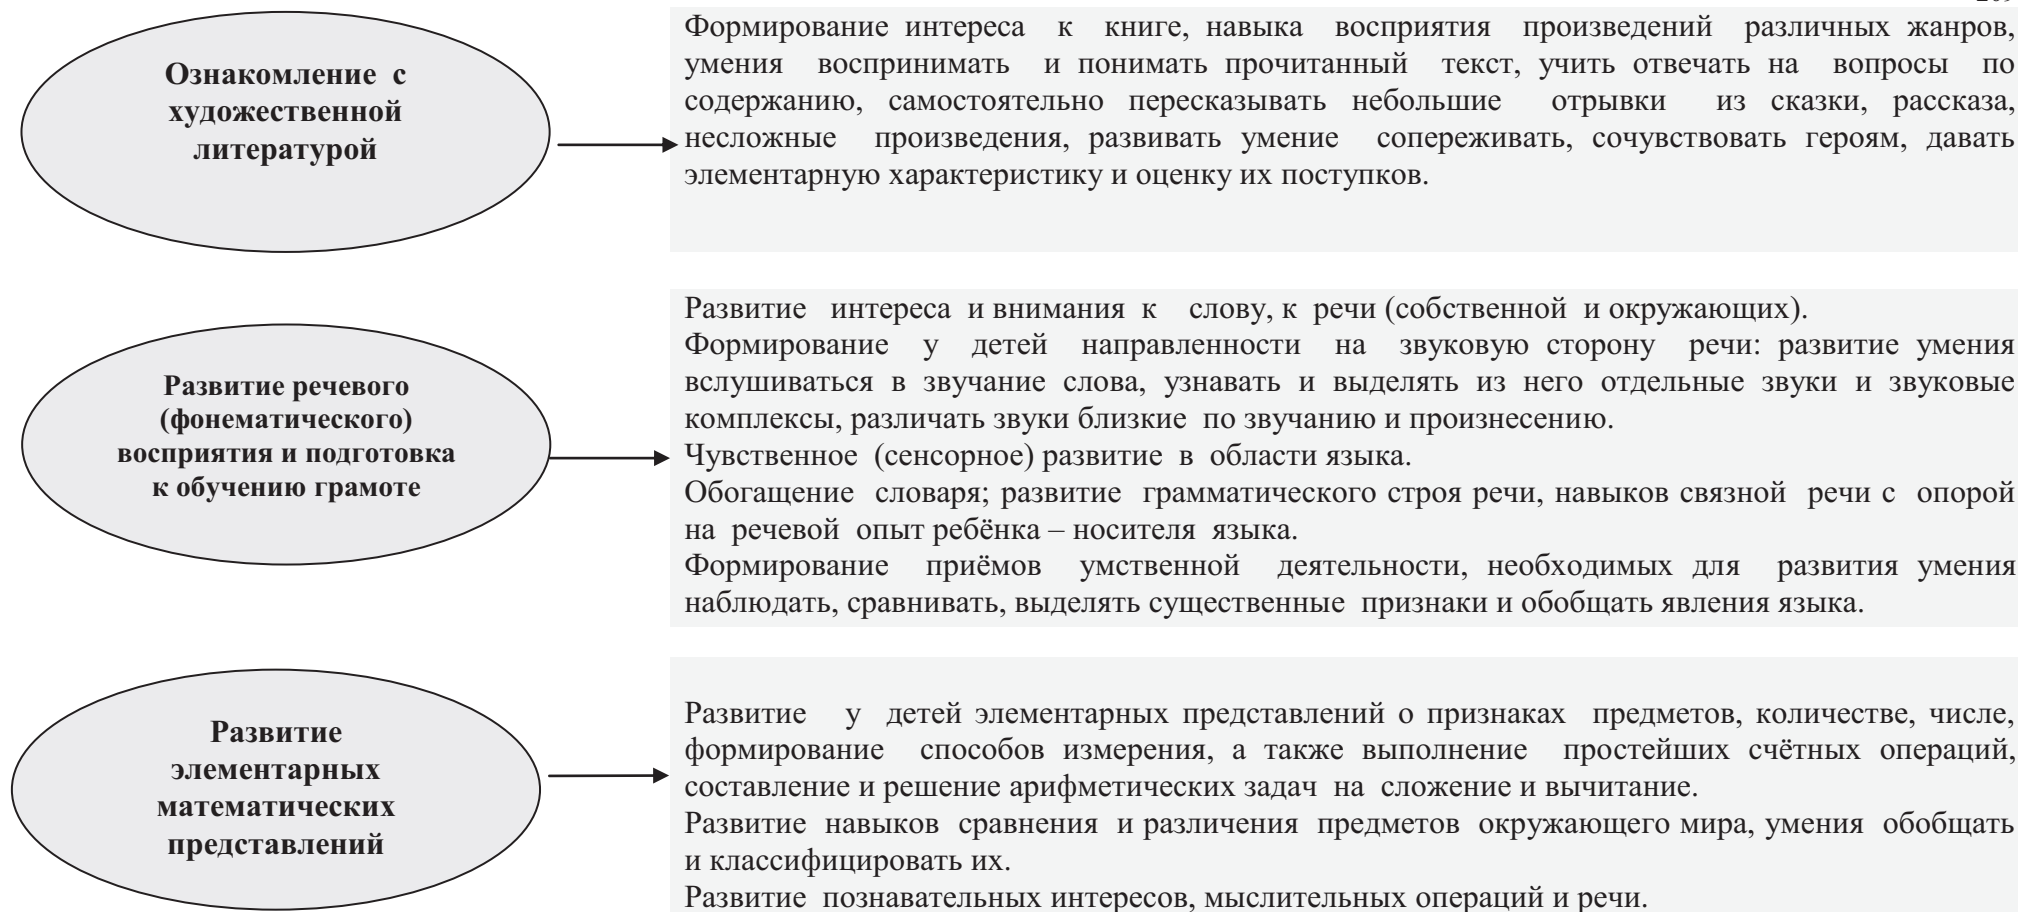 Ознакомление с
художественной
литературой
Формирование интереса к книге, навыка восприятия произведений различных жанров,
умения воспринимать и понимать прочитанный текст, учить отвечать на вопросы по
содержанию, самостоятельно пересказывать небольшие отрывки из сказки, рассказа,
несложные произведения, развивать умение сопереживать, сочувствовать героям, давать
элементарную характеристику и оценку их поступков.
Развитие речевого
(фонематического)
восприятия и подготовка
к обучению грамоте
Развитие интереса и внимания к слову, к речи (собственной и окружающих).
Формирование у детей направленности на звуковую сторону речи: развитие умения
вслушиваться в звучание слова, узнавать и выделять из него отдельные звуки и звуковые
комплексы, различать звуки близкие по звучанию и произнесению.
Чувственное (сенсорное) развитие в области языка.
Обогащение словаря; развитие грамматического строя речи, навыков связной речи с опорой
на речевой опыт ребёнка – носителя языка.
Формирование приёмов умственной деятельности, необходимых для развития умения
наблюдать, сравнивать, выделять существенные признаки и обобщать явления языка.
Развитие
элементарных
математических
представлений
Развитие у детей элементарных представлений о признаках предметов, количестве, числе,
формирование способов измерения, а также выполнение простейших счётных операций,
составление и решение арифметических задач на сложение и вычитание.
Развитие навыков сравнения и различения предметов окружающего мира, умения обобщать
и классифицировать их.
Развитие познавательных интересов, мыслительных операций и речи.